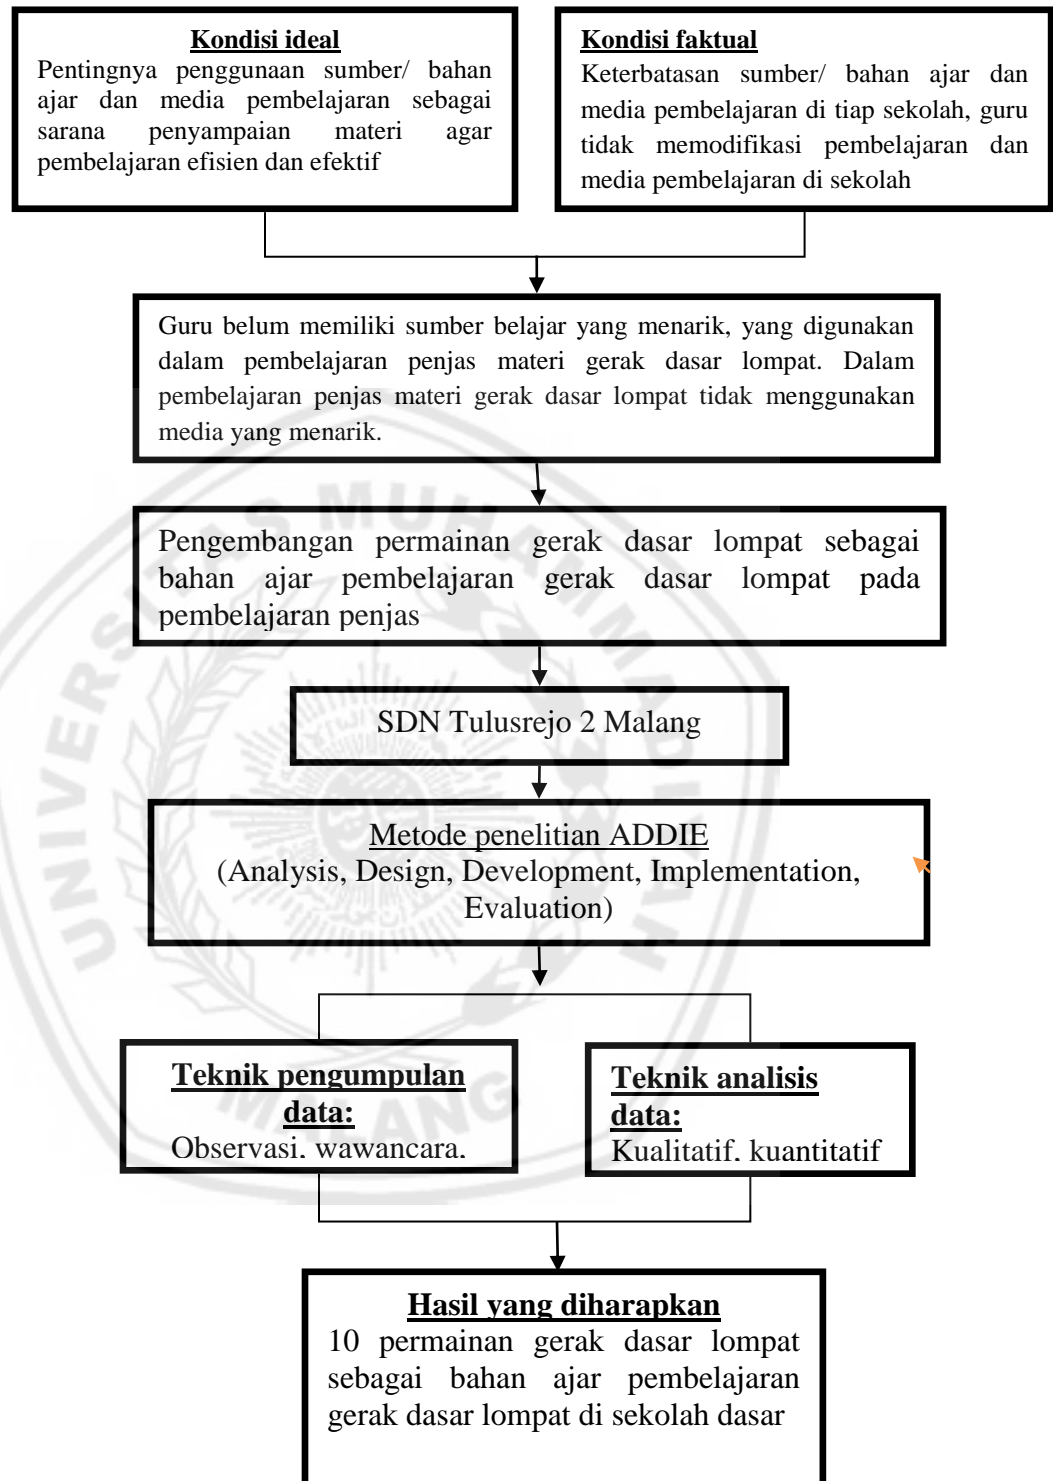 Kondisi ideal
Pentingnya penggunaan sumber/ bahan
ajar dan media pembelajaran sebagai
sarana penyampaian materi agar
pembelajaran efisien dan efektif
Kondisi faktual
Keterbatasan sumber/ bahan ajar dan
media pembelajaran di tiap sekolah, guru
tidak memodifikasi pembelajaran dan
media pembelajaran di sekolah
Guru belum memiliki sumber belajar yang menarik, yang digunakan
dalam pembelajaran penjas materi gerak dasar lompat. Dalam
pembelajaran penjas materi gerak dasar lompat tidak menggunakan
media yang menarik.
Pengembangan permainan gerak dasar lompat sebagai
bahan ajar pembelajaran gerak dasar lompat pada
pembelajaran penjas
SDN Tulusrejo 2 Malang
Metode penelitian ADDIE
(Analysis, Design, Development, Implementation,
Evaluation)
Teknik pengumpulan
data:
Observasi, wawancara,
Teknik analisis
data:
Kualitatif, kuantitatif
Hasil yang diharapkan
10 permainan gerak dasar lompat
sebagai bahan ajar pembelajaran
gerak dasar lompat di sekolah dasar
UNIVERSITAS MUHAMMADIYAH
MALANG